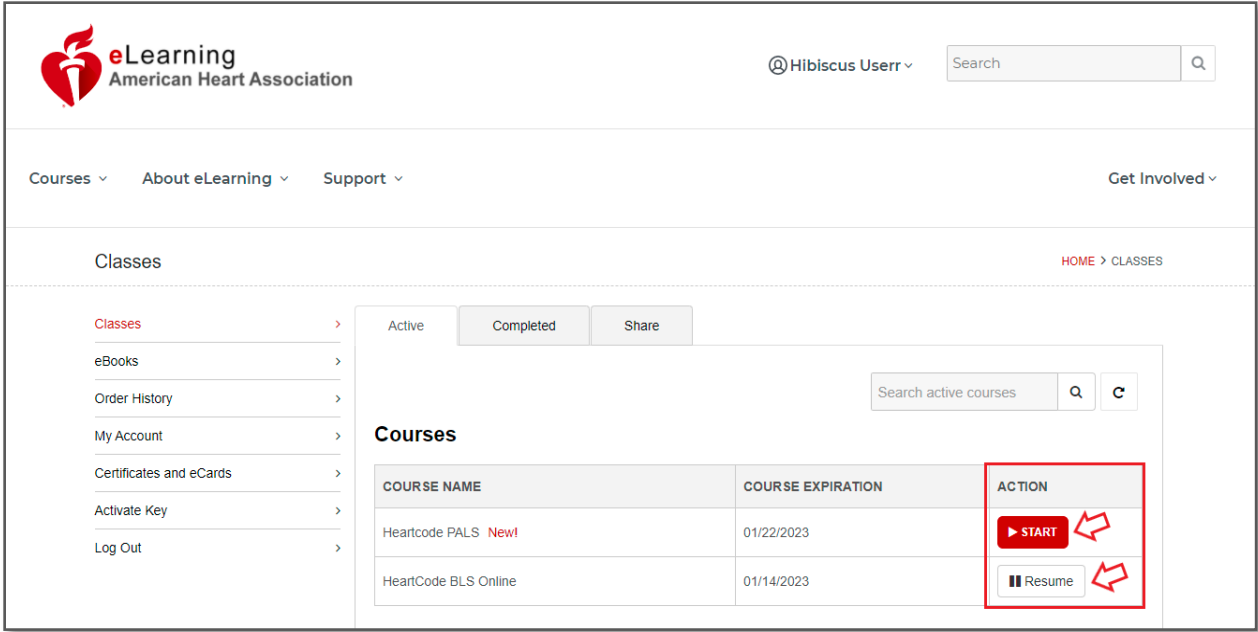 eLearning
American Heart Association
Hibiscus Userr
Search
Courses
About eLearning
Support
Get Involved
Classes
HOME > CLASSES
Classes
eBooks
Order History
My Account
Certificates and eCards
Activate Key
Log Out
Active
Completed
Share
Search active courses
Courses
COURSE NAME COURSE EXPIRATION ACTION
Heartcode PALS New! 01/22/2023 START
HeartCode BLS Online 01/14/2023 Resume